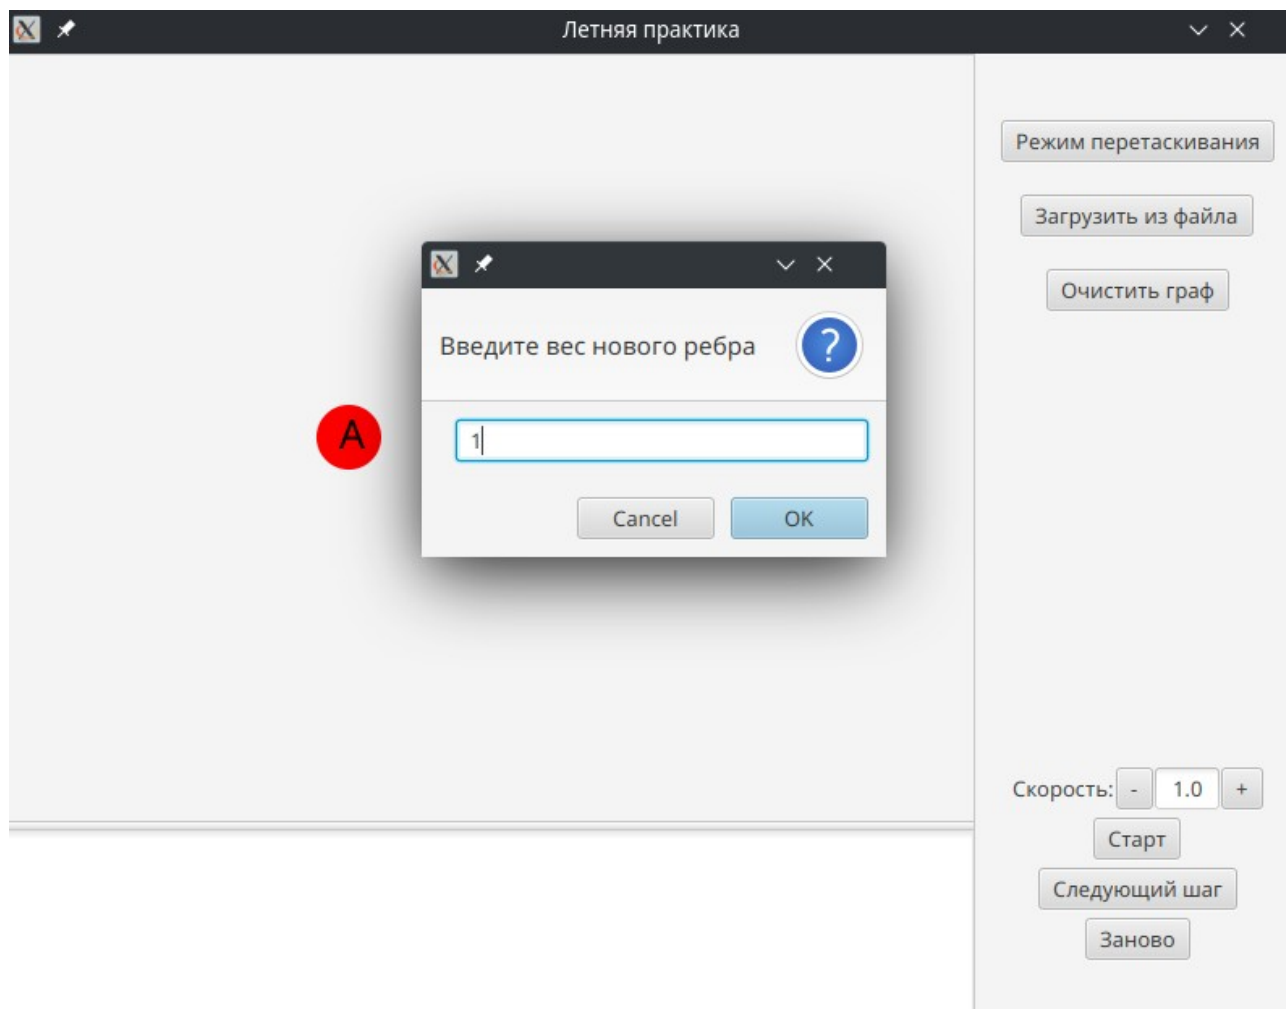 Летняя практика
Режим перетаскивания
Загрузить из файла
Очистить граф
Введите вес нового ребра
?
A
1
Cancel OK
Скорость: - 1.0 +
Старт
Следующий шаг
Заново